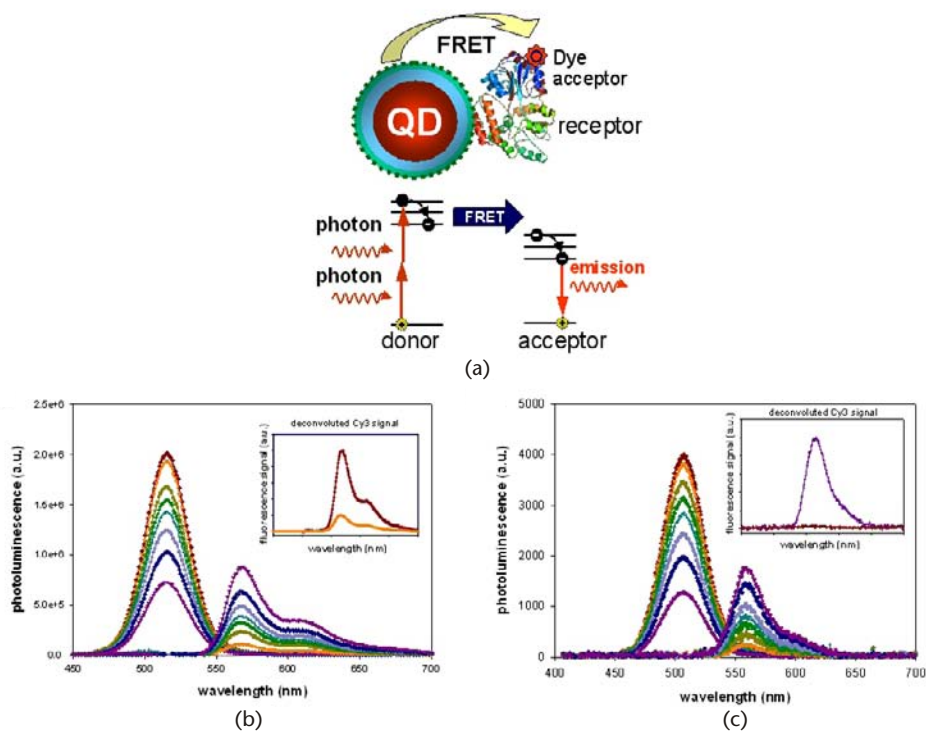 FRET
Dye
acceptor
QD
receptor
photon
FRET
photon
emission
donor
acceptor
(a)
2.5e+6
2.0e+6
1.5e+6
1.0e+6
5.0e+5
0.0
photoluminescence (a.u.)
deconvoluted Cy3 signal
fluorescence signal (a.u.)
wavelength (nm)
450 500 550 600 650 700
wavelength (nm)
(b)
5000
4000
3000
2000
1000
0
photoluminescence (a.u.)
deconvoluted Cy3 signal
fluorescence signal (a.u.)
wavelength (nm)
400 450 500 550 600 650 700
wavelength (nm)
(c)